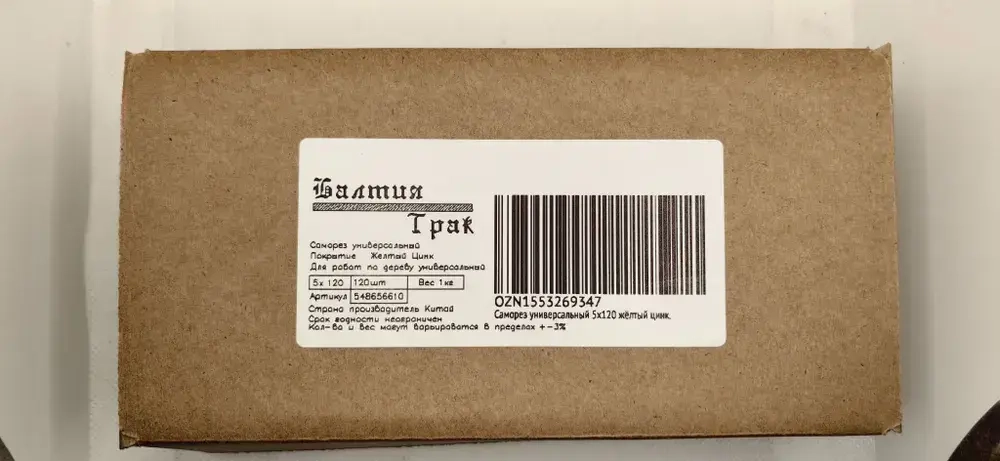 Балтия
Трак
Саморез универсальный
Покрытие Желтый Цинк
Для работ по дереву универсальный
5х 120 120шт Вес 1кг
Артикул 548656610
Страна производитель Китай
Срок годности неограничен
Кол-во и вес могут варьироватся в пределах +-3%
OZN1553269347
Саморез универсальный 5х120 жёлтый цинк.